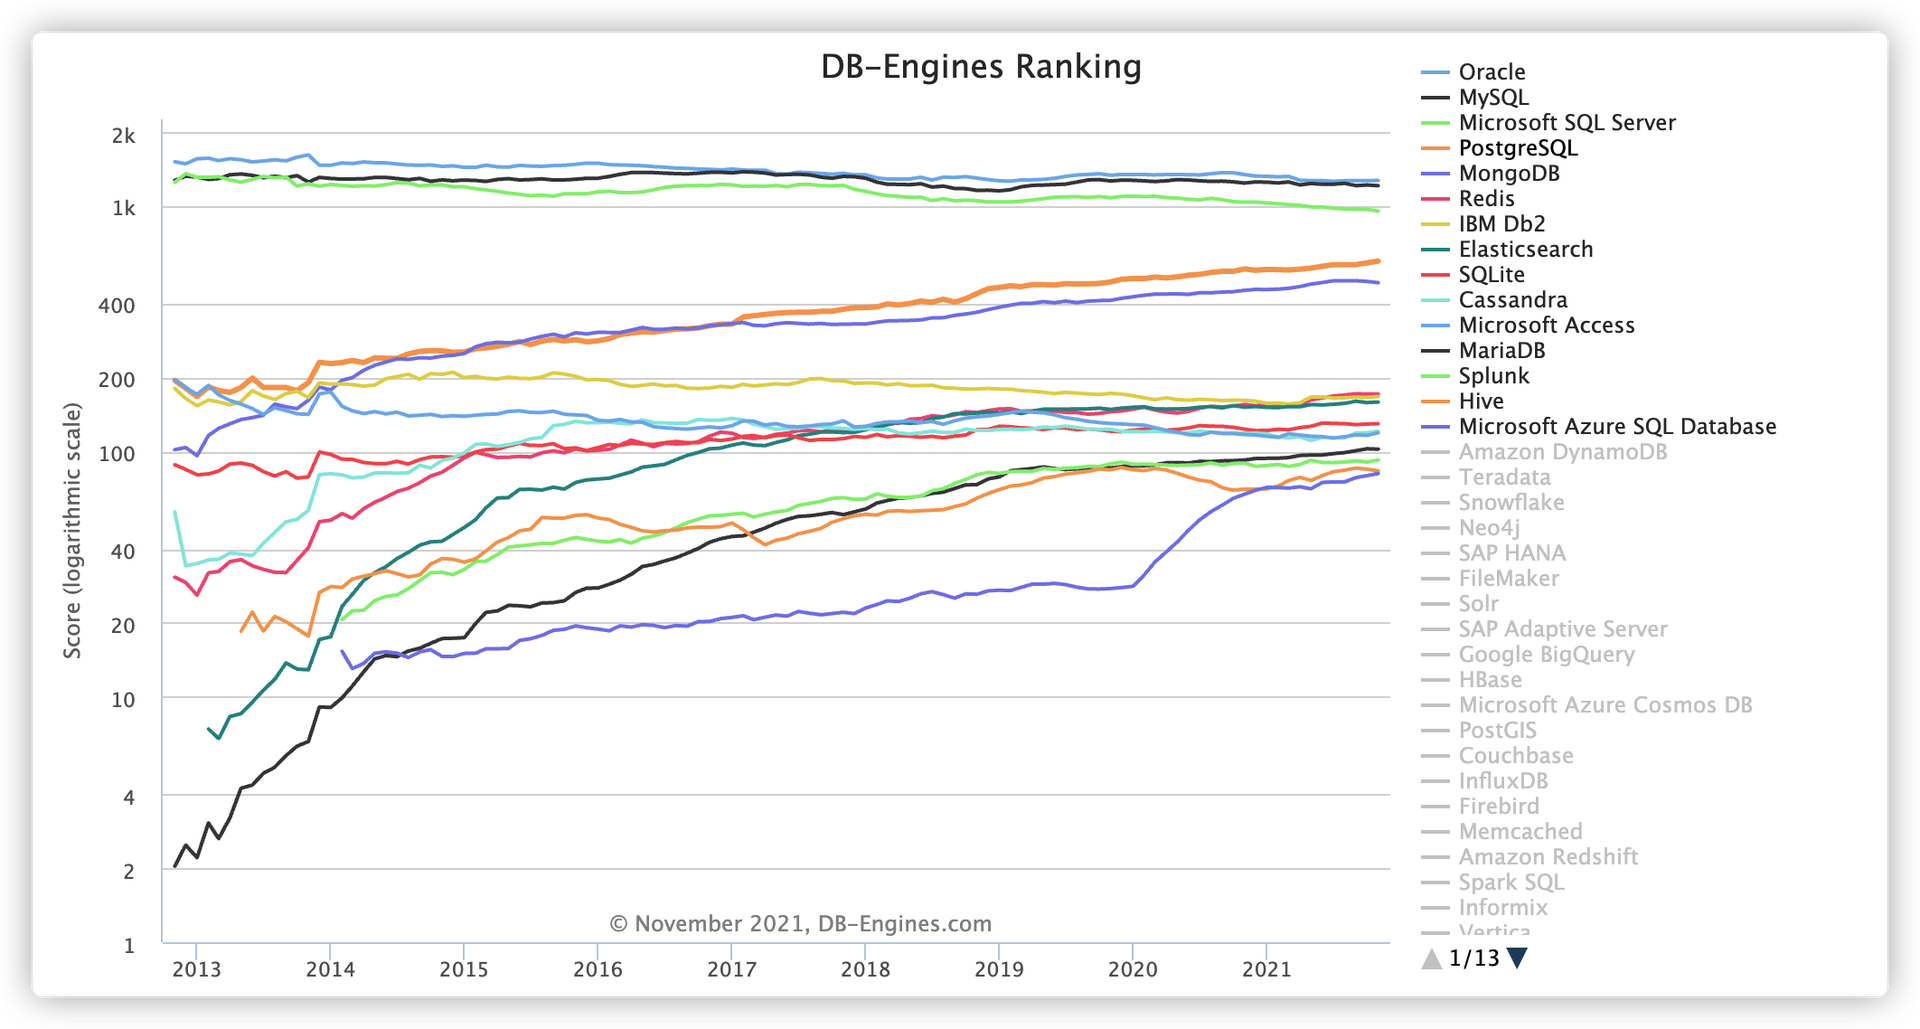 DB-Engines Ranking
Score (logarithmic scale)
2k
1k
400
200
100
40
20
10
4
2
1
2013 2014 2015 2016 2017 2018 2019 2020 2021
© November 2021, DB-Engines.com
Oracle
MySQL
Microsoft SQL Server
PostgreSQL
MongoDB
Redis
IBM Db2
Elasticsearch
SQLite
Cassandra
Microsoft Access
MariaDB
Splunk
Hive
Microsoft Azure SQL Database
Amazon DynamoDB
Teradata
Snowflake
Neo4j
SAP HANA
FileMaker
Solr
SAP Adaptive Server
Google BigQuery
HBase
Microsoft Azure Cosmos DB
PostGIS
Couchbase
InfluxDB
Firebird
Memcached
Amazon Redshift
Spark SQL
Informix
Vertica
1/13